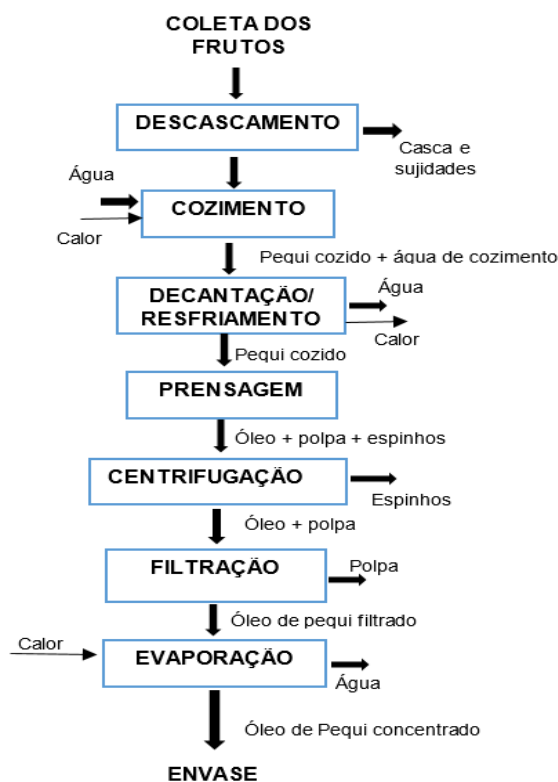 COLETA DOS
FRUTOS
DESCASCAMENTO
Casca e
sujidades
Água
COZIMENTO
Calor
Pequi cozido + água de cozimento
DECANTAÇÃO/
RESFRIAMENTO
Água
Calor
Pequi cozido
PRENSAGEM
Óleo + polpa + espinhos
CENTRIFUGAÇÃO
Espinhos
Óleo + polpa
FILTRAÇÃO
Polpa
Óleo de pequi filtrado
Calor
EVAPORAÇÃO
Água
Óleo de Pequi concentrado
ENVASE